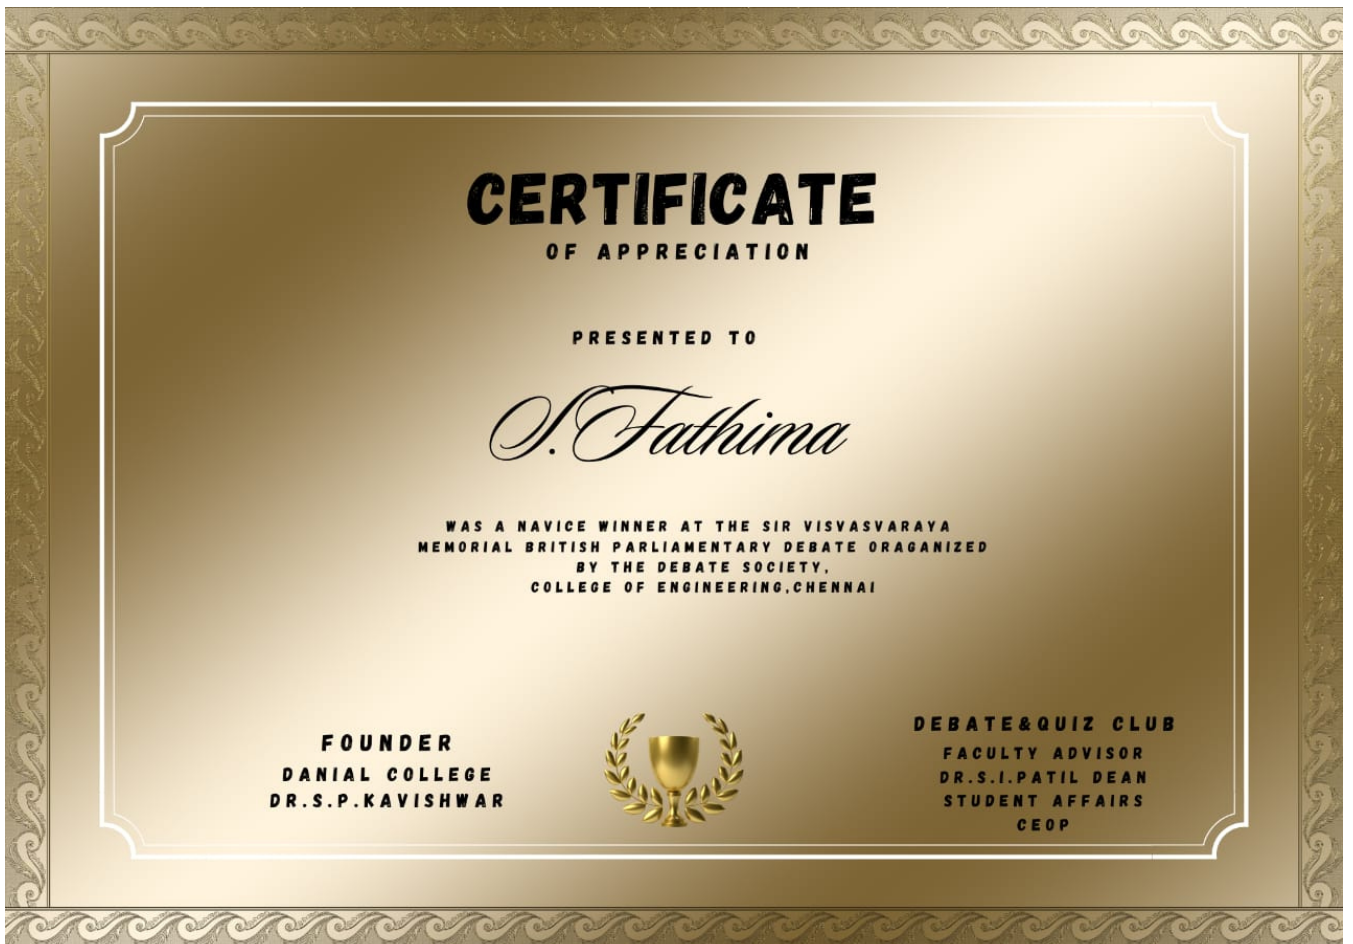 CERTIFICATE
OF APPRECIATION
PRESENTED TO
S.Fathima
WAS A NAVICE WINNER AT THE SIR VISVASVARAYA
MEMORIAL BRITISH PARLIAMENTARY DEBATE ORAGANIZED
BY THE DEBATE SOCIETY,
COLLEGE OF ENGINEERING,CHENNAI
FOUNDER
DANIAL COLLEGE
DR.S.P.KAVISHWAR
DEBATE&QUIZ CLUB
FACULTY ADVISOR
DR.S.I.PATIL DEAN
STUDENT AFFAIRS
CEOP